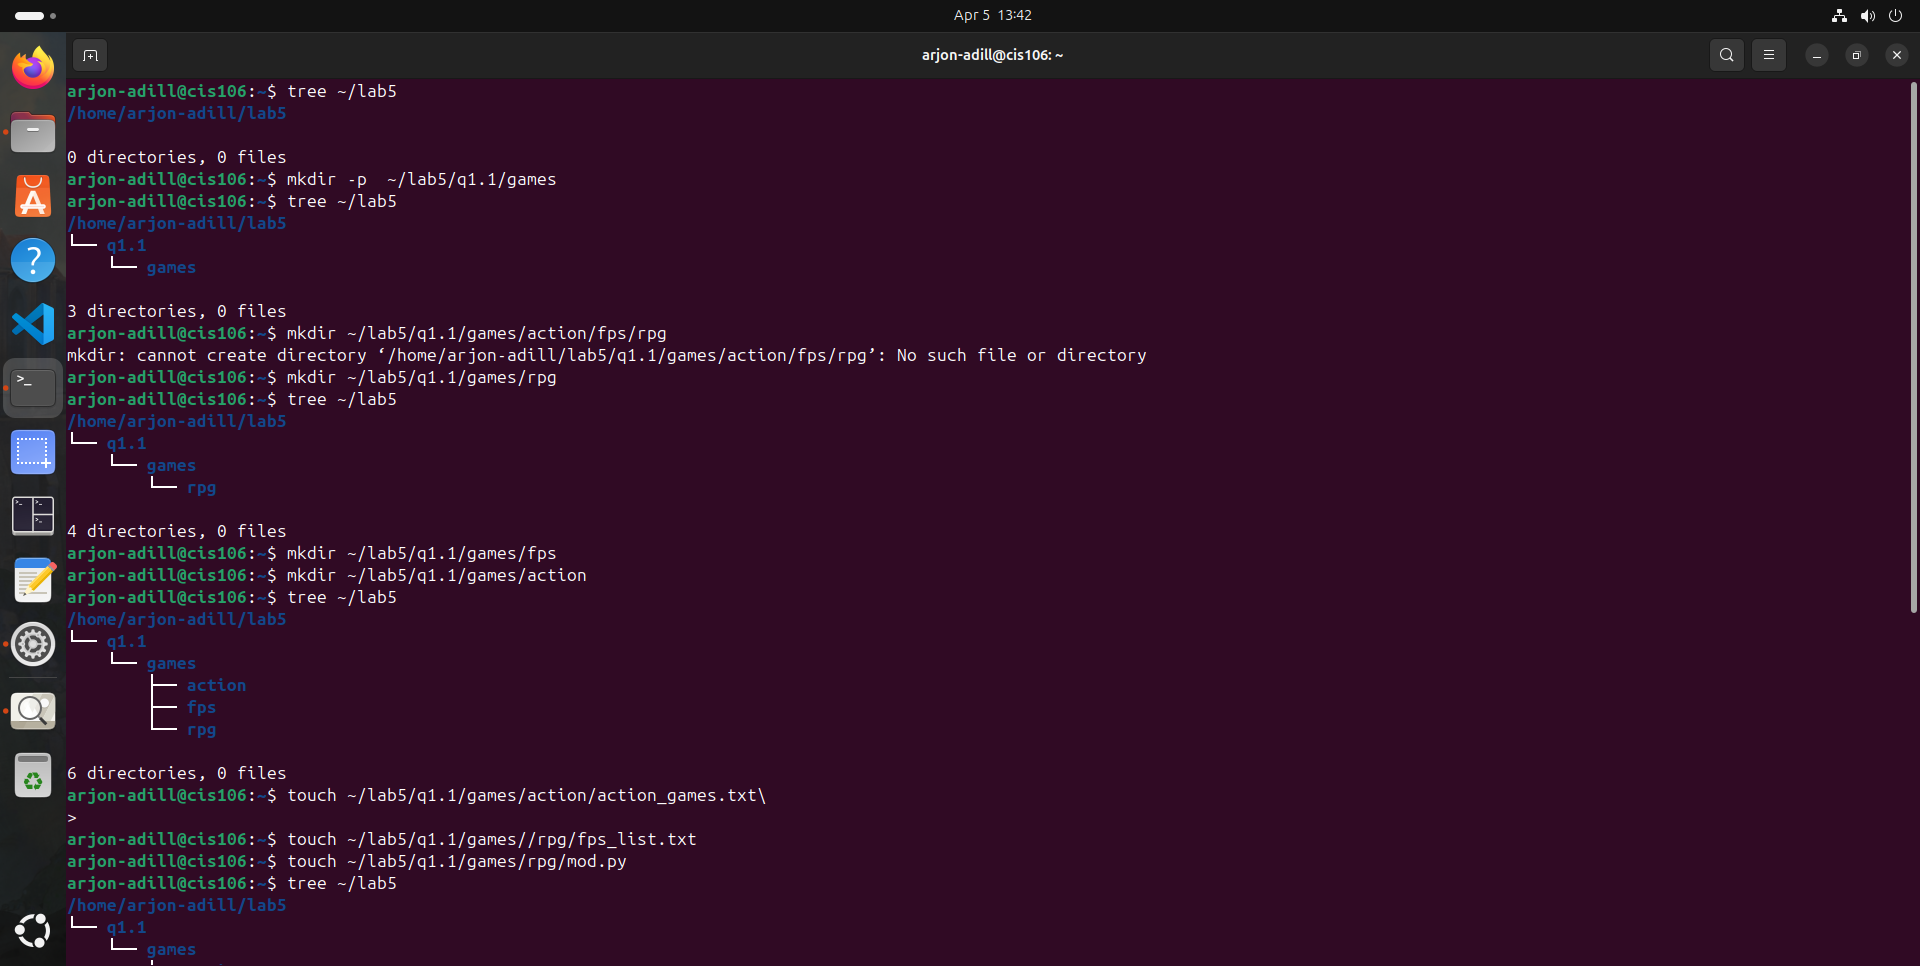 Apr 5  13:42
arjon-adill@cis106: ~
arjon-adill@cis106:~$ tree ~/lab5
/home/arjon-adill/lab5
0 directories, 0 files
arjon-adill@cis106:~$ mkdir -p  ~/lab5/q1.1/games
arjon-adill@cis106:~$ tree ~/lab5
/home/arjon-adill/lab5
└── q1.1
    └── games
3 directories, 0 files
arjon-adill@cis106:~$ mkdir ~/lab5/q1.1/games/action/fps/rpg
mkdir: cannot create directory ‘/home/arjon-adill/lab5/q1.1/games/action/fps/rpg’: No such file or directory
arjon-adill@cis106:~$ mkdir ~/lab5/q1.1/games/rpg
arjon-adill@cis106:~$ tree ~/lab5
/home/arjon-adill/lab5
└── q1.1
    └── games
        └── rpg
4 directories, 0 files
arjon-adill@cis106:~$ mkdir ~/lab5/q1.1/games/fps
arjon-adill@cis106:~$ mkdir ~/lab5/q1.1/games/action
arjon-adill@cis106:~$ tree ~/lab5
/home/arjon-adill/lab5
└── q1.1
    └── games
        ├── action
        ├── fps
        └── rpg
6 directories, 0 files
arjon-adill@cis106:~$ touch ~/lab5/q1.1/games/action/action_games.txt\
>
arjon-adill@cis106:~$ touch ~/lab5/q1.1/games//rpg/fps_list.txt
arjon-adill@cis106:~$ touch ~/lab5/q1.1/games/rpg/mod.py
arjon-adill@cis106:~$ tree ~/lab5
/home/arjon-adill/lab5
└── q1.1
    └── games